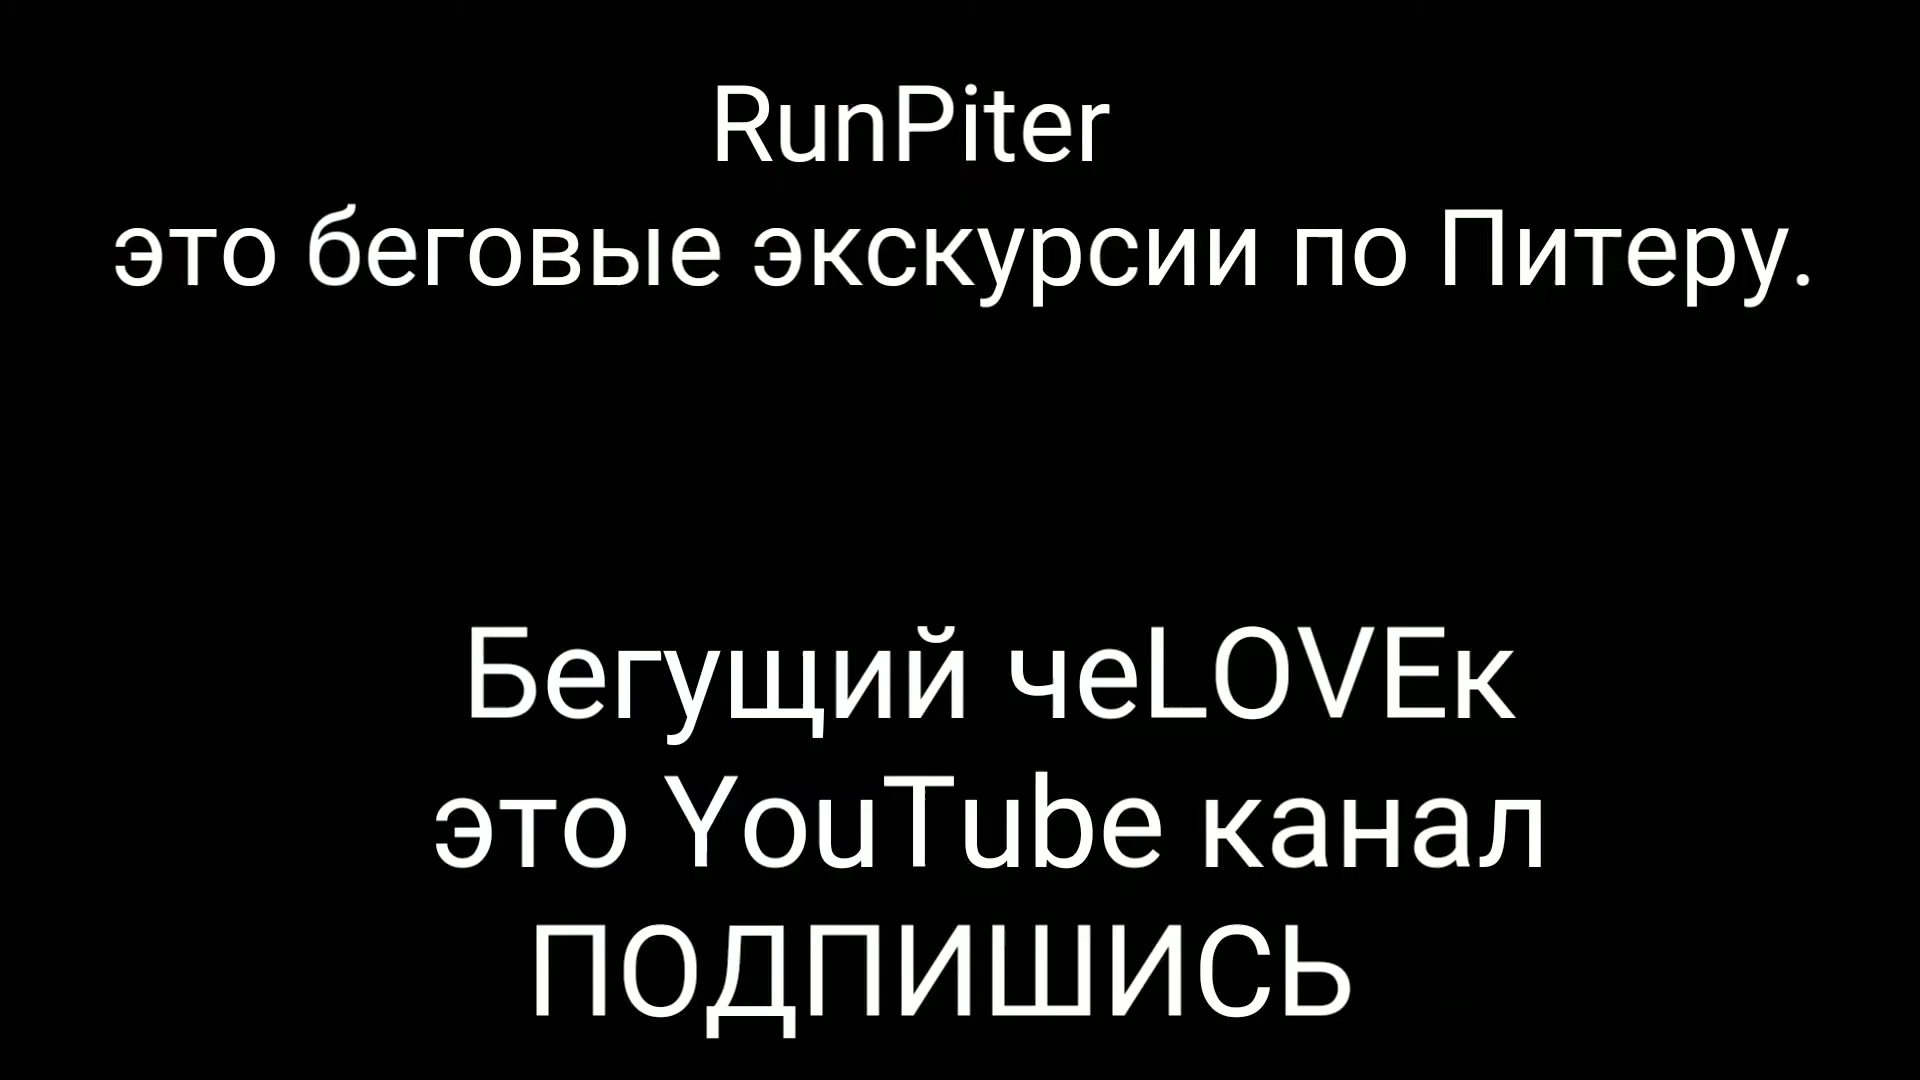 RunPiter
это беговые экскурсии по Питеру.
Бегущий чеLOVEк
это YouTube канал
ПОДПИШИСЬ